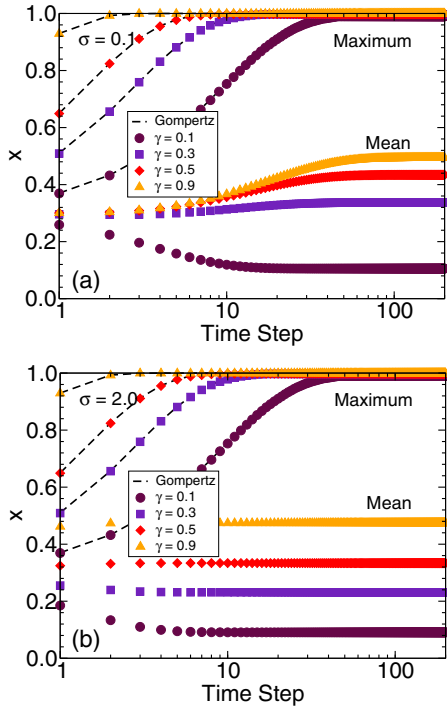 1.0
σ = 0.1
Maximum
0.8
Gompertz
γ = 0.1
γ = 0.3
γ = 0.5
γ = 0.9
0.6
x
Mean
0.4
0.2
(a)
0.0
1
10
100
Time Step
1.0
σ = 2.0
Maximum
0.8
0.6
x
Gompertz
γ = 0.1
γ = 0.3
γ = 0.5
γ = 0.9
Mean
0.4
0.2
(b)
0.0
1
10
100
Time Step